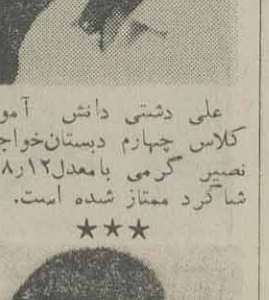 علی دشتی دانش آمو
کلاس چهارم دبستان خواج
نصیر گرمی با معدل ۱۲ر۸
شاگرد ممتاز شده است.
★★★